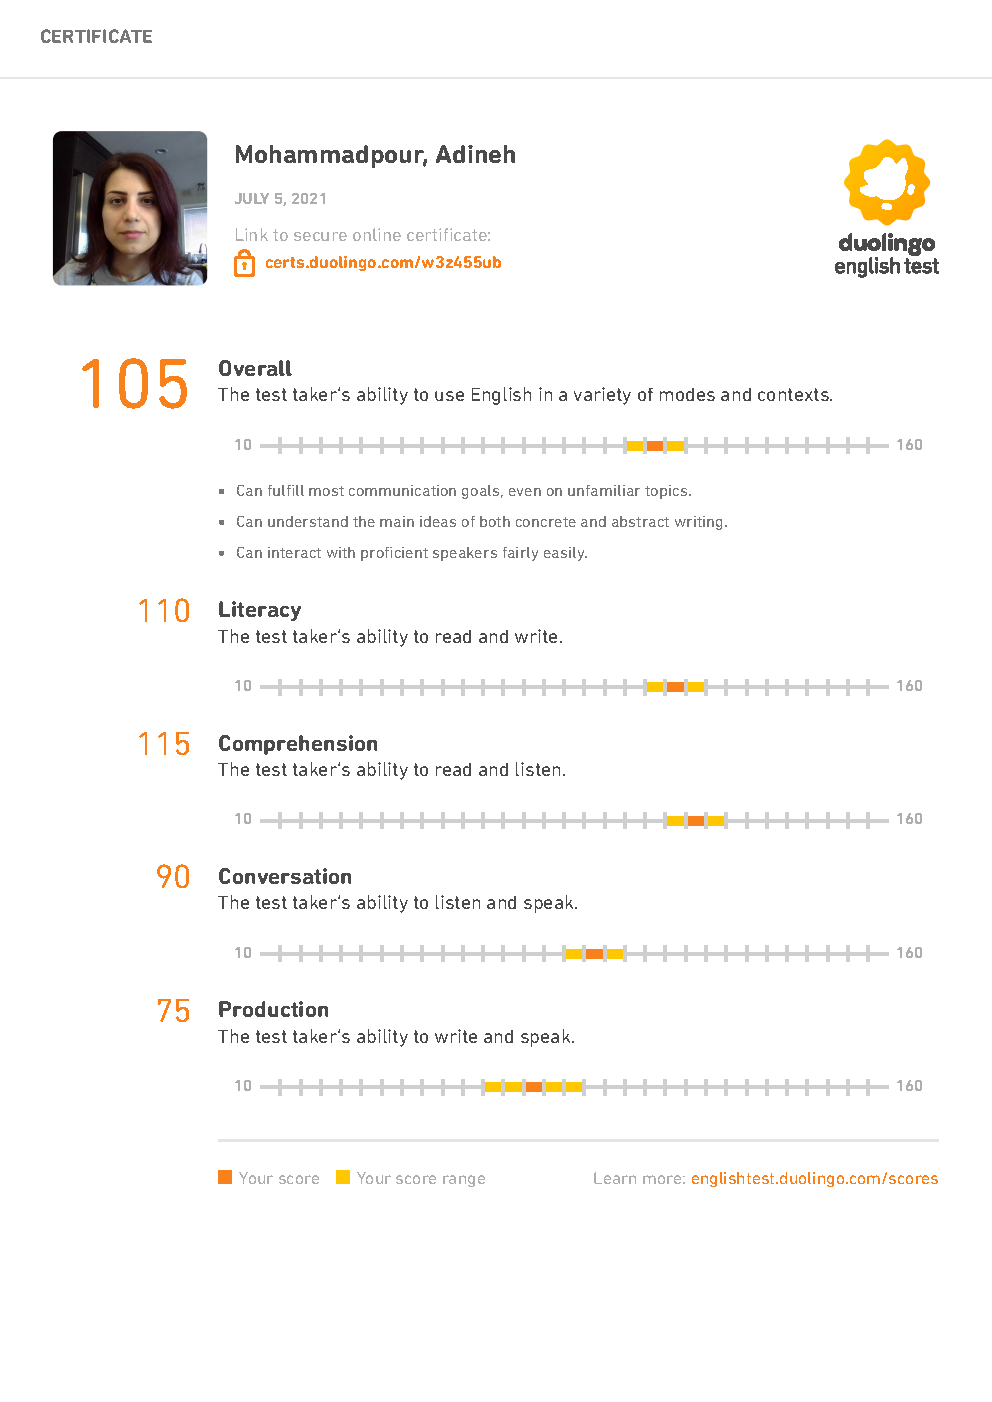 CERTIFICATE
Mohammadpour, Adineh
JULY 5, 2021
Link to secure online certificate:
certs.duolingo.com/w3z455ub
duolingo
english test
105
Overall
The test taker's ability to use English in a variety of modes and contexts.
10 160
Can fulfill most communication goals, even on unfamiliar topics.
Can understand the main ideas of both concrete and abstract writing.
Can interact with proficient speakers fairly easily.
110
Literacy
The test taker's ability to read and write.
10 160
115
Comprehension
The test taker's ability to read and listen.
10 160
90
Conversation
The test taker's ability to listen and speak.
10 160
75
Production
The test taker's ability to write and speak.
10 160
Your score Your score range Learn more: englishtest.duolingo.com/scores